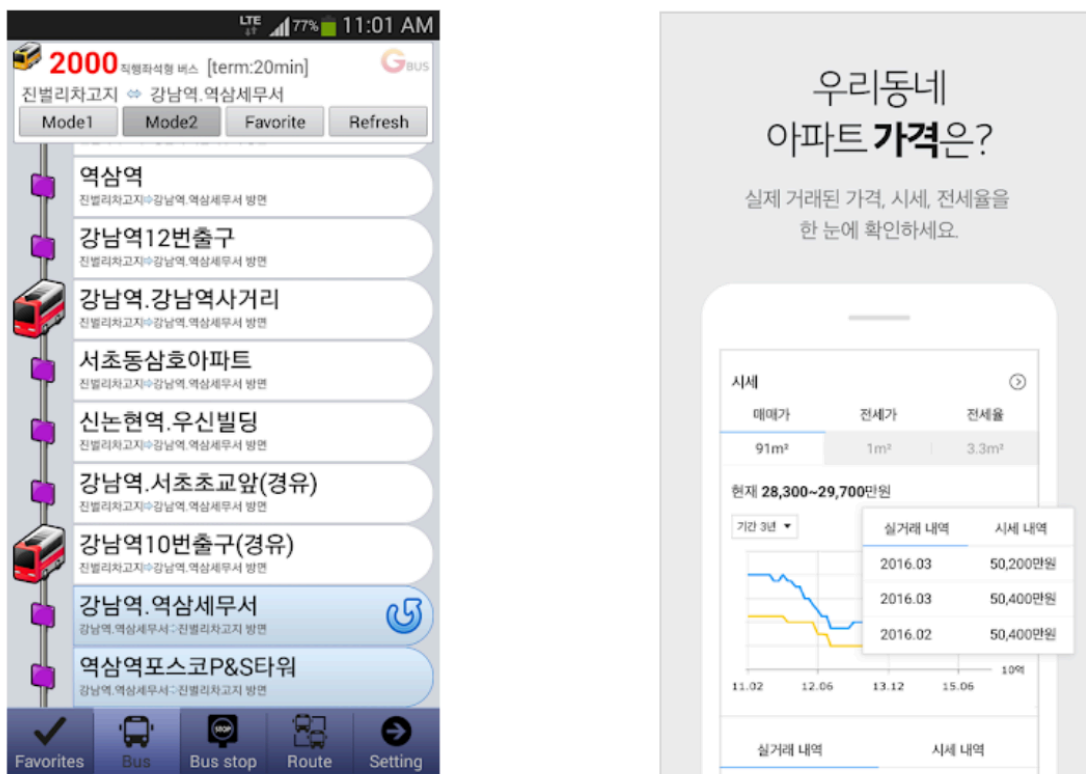 LTE 77% 11:01 AM
2000 직행좌석형 버스 [term:20min] GBUS
진벌리차고지 ⇔ 강남역.역삼세무서
Mode1 Mode2 Favorite Refresh
역삼역
진벌리차고지⇨강남역.역삼세무서 방면
강남역12번출구
진벌리차고지⇨강남역.역삼세무서 방면
강남역.강남역사거리
진벌리차고지⇨강남역.역삼세무서 방면
서초동삼호아파트
진벌리차고지⇨강남역.역삼세무서 방면
신논현역.우신빌딩
진벌리차고지⇨강남역.역삼세무서 방면
강남역.서초초교앞(경유)
진벌리차고지⇨강남역.역삼세무서 방면
강남역10번출구(경유)
진벌리차고지⇨강남역.역삼세무서 방면
강남역.역삼세무서
강남역.역삼세무서⇨진벌리차고지 방면
역삼역포스코P&S타워
강남역.역삼세무서⇨진벌리차고지 방면
STOP
Favorites Bus Bus stop Route Setting
우리동네
아파트 가격은?
실제 거래된 가격, 시세, 전세율을
한 눈에 확인하세요.
시세
매매가 전세가 전세율
91m² 1m² 3.3m²
현재 28,300~29,700만원
기간 3년
실거래 내역 시세 내역
2016.03 50,200만원
2016.03 50,400만원
2016.02 50,400만원
10억
11.02 12.06 13.12 15.06
실거래 내역 시세 내역